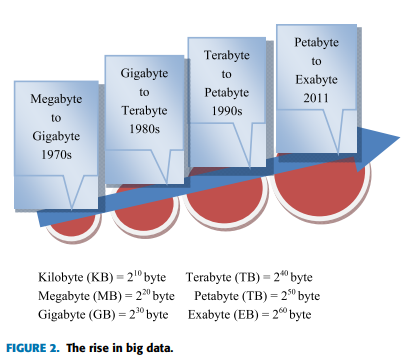 Megabyte
to
Gigabyte
1970s
Gigabyte
to
Terabyte
1980s
Terabyte
to
Petabyte
1990s
Petabyte
to
Exabyte
2011
Kilobyte (KB) = 2¹⁰ byte Terabyte (TB) = 2⁴⁰ byte
Megabyte (MB) = 2²⁰ byte Petabyte (TB) = 2⁵⁰ byte
Gigabyte (GB) = 2³⁰ byte Exabyte (EB) = 2⁶⁰ byte
FIGURE 2. The rise in big data.